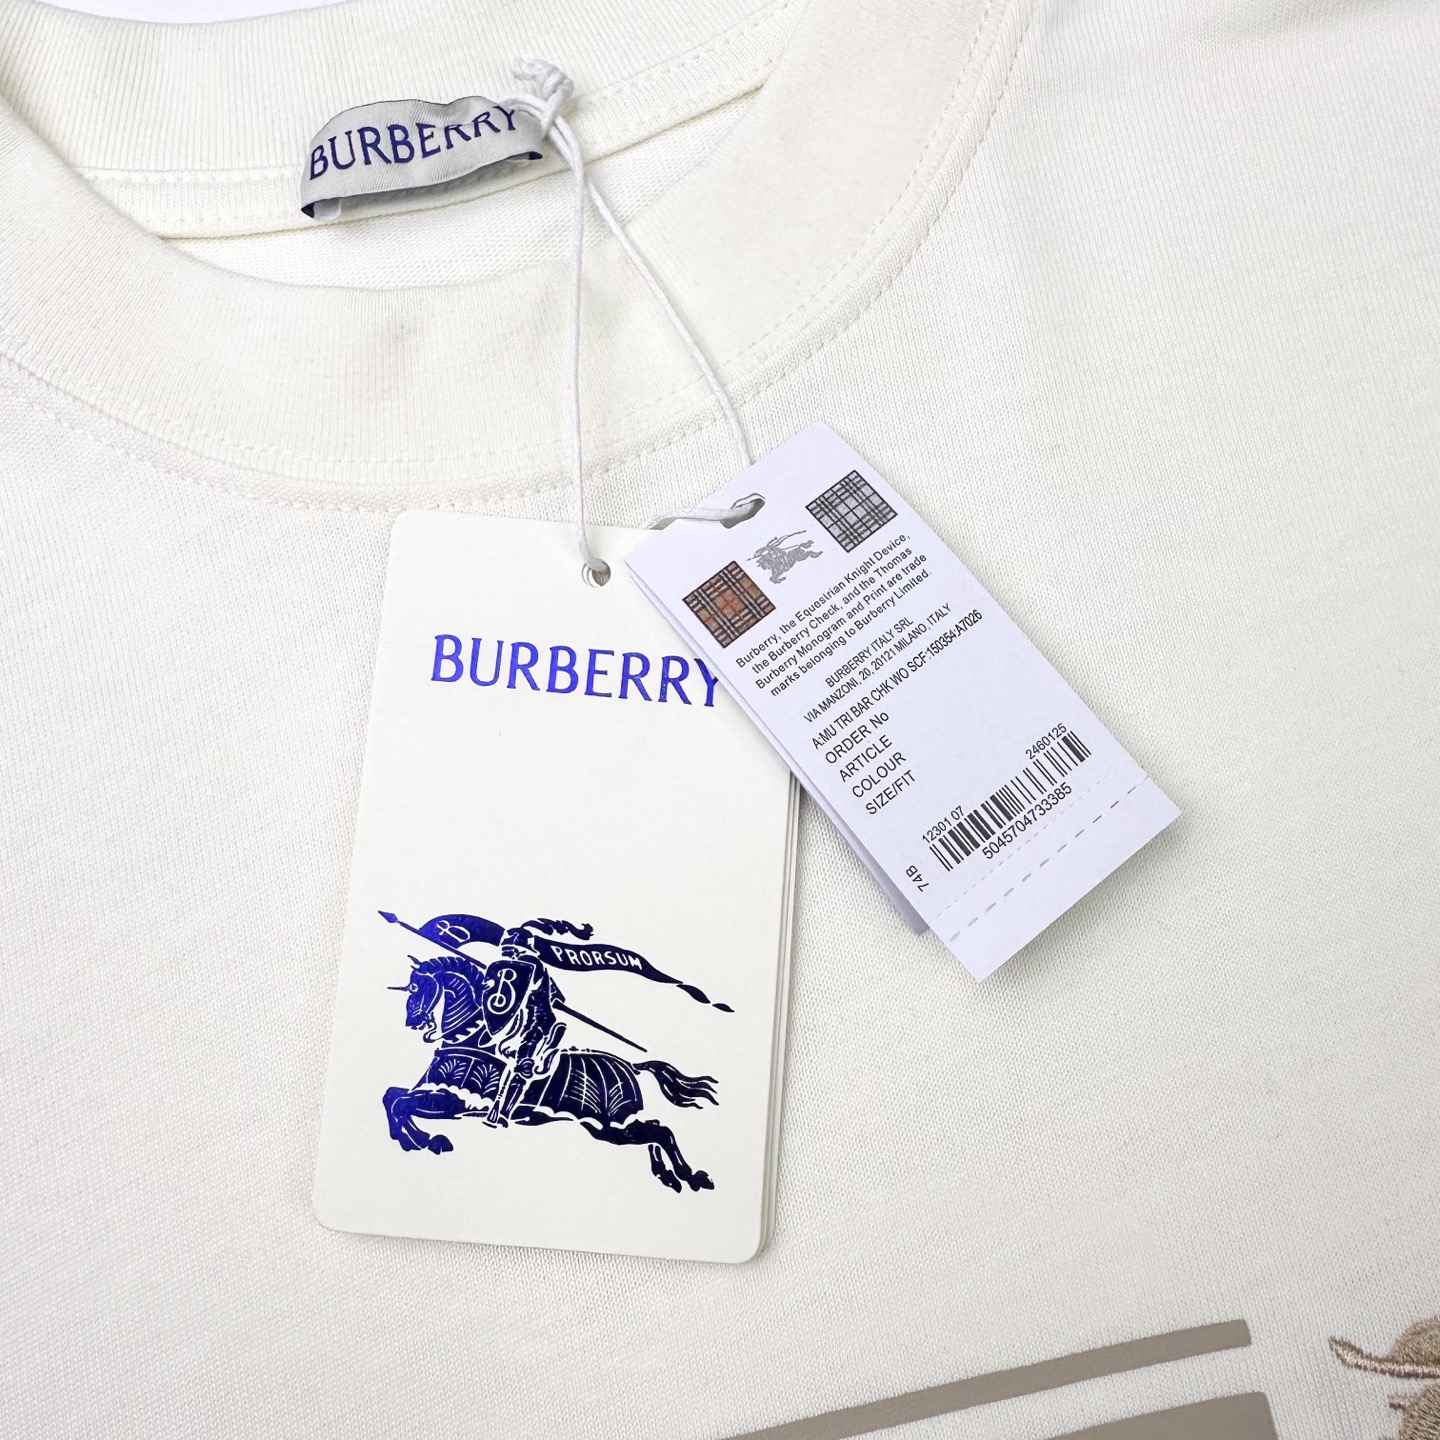 BURBERRY
BURBERRY
B PRORSUM
B
Burberry, the Equestrian Knight Device,
the Burberry Check, and the Thomas
Burberry Monogram and Print are trade
marks belonging to Burberry Limited.
BURBERRY ITALY SRL
VIA MANZONI, 20, 20121 MILANO, ITALY
A:MU TRI BAR CHK WO SCF:150354:A7026
ORDER No
ARTICLE
COLOUR
SIZE/FIT
12301 07 2460125
5045704733385
74B